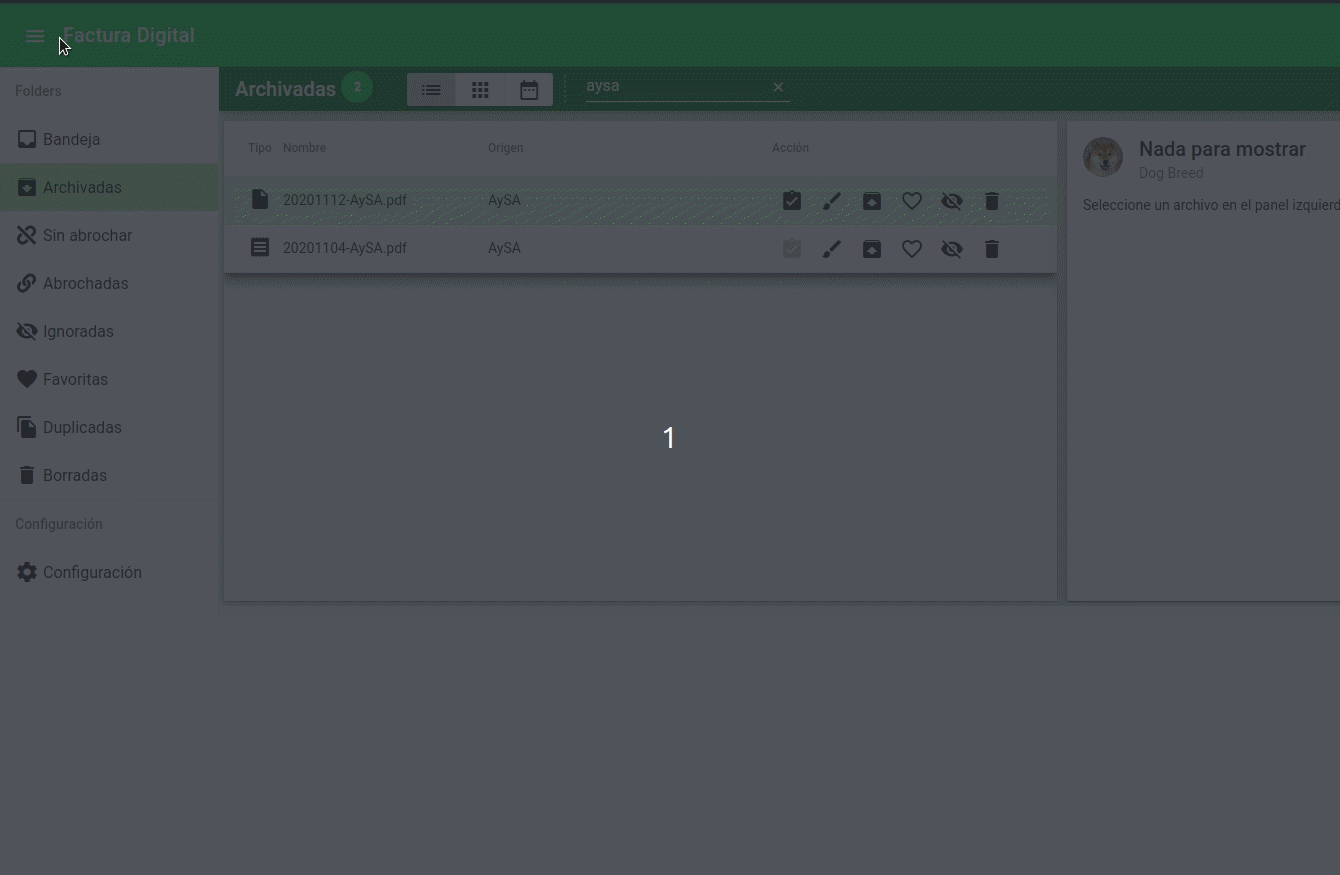 Factura Digital
Folders
Bandeja
Archivadas
Sin abrochar
Abrochadas
Ignoradas
Favoritas
Duplicadas
Borradas
Configuración
Configuración
Archivadas 2
aysa
Tipo Nombre Origen Acción
20201112-AySA.pdf AySA
20201104-AySA.pdf AySA
1
Nada para mostrar
Dog Breed
Seleccione un archivo en el panel izquierd